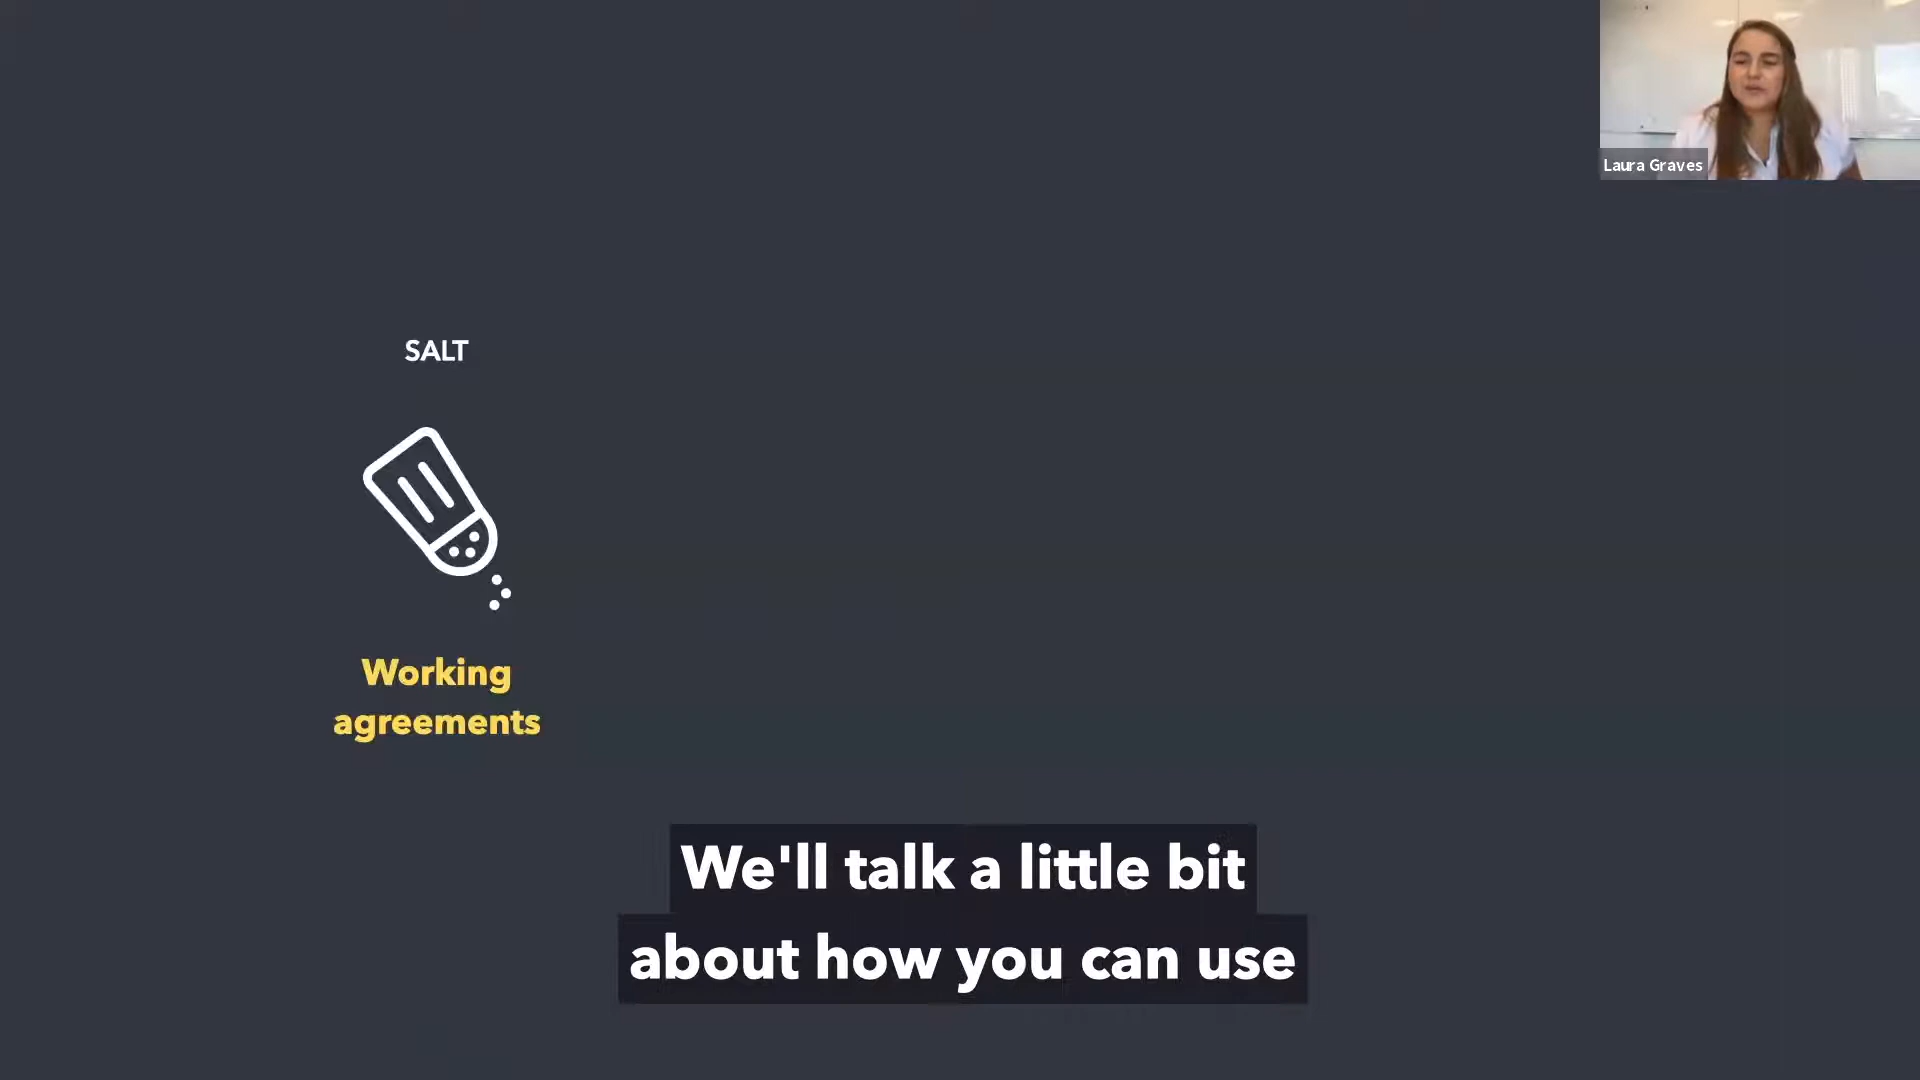 Laura Graves
SALT
Working
agreements
We'll talk a little bit
about how you can use